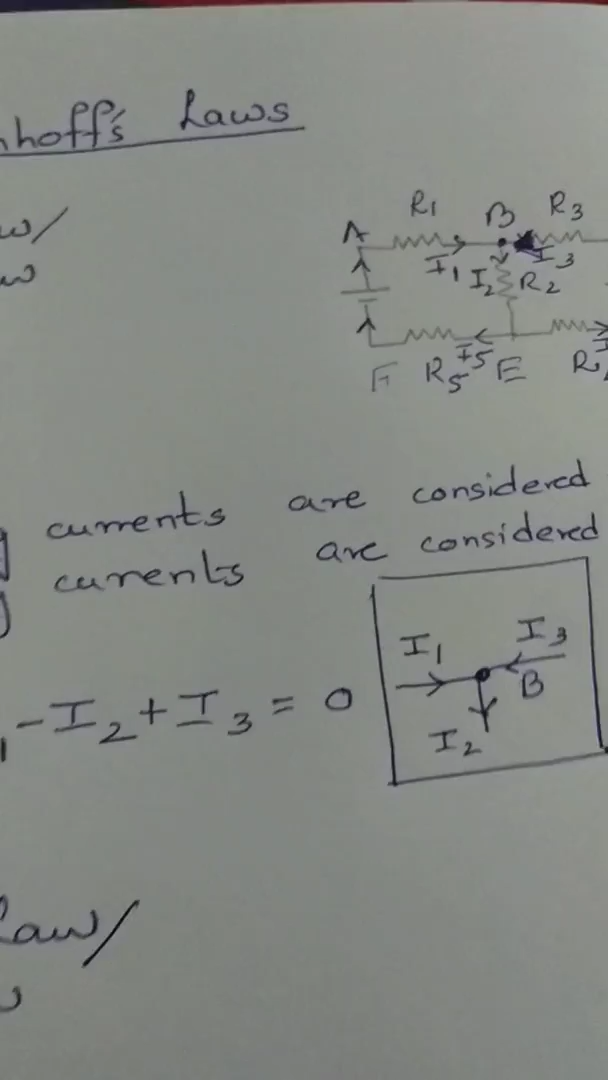 hoff's Laws
w/
w
R1 B R3
A
I1 I2 R2 I3
F R5 I5 E R
currents are considered
currents are considered
1 - I2 + I3 = 0
I1 I3
B
I2
Law/